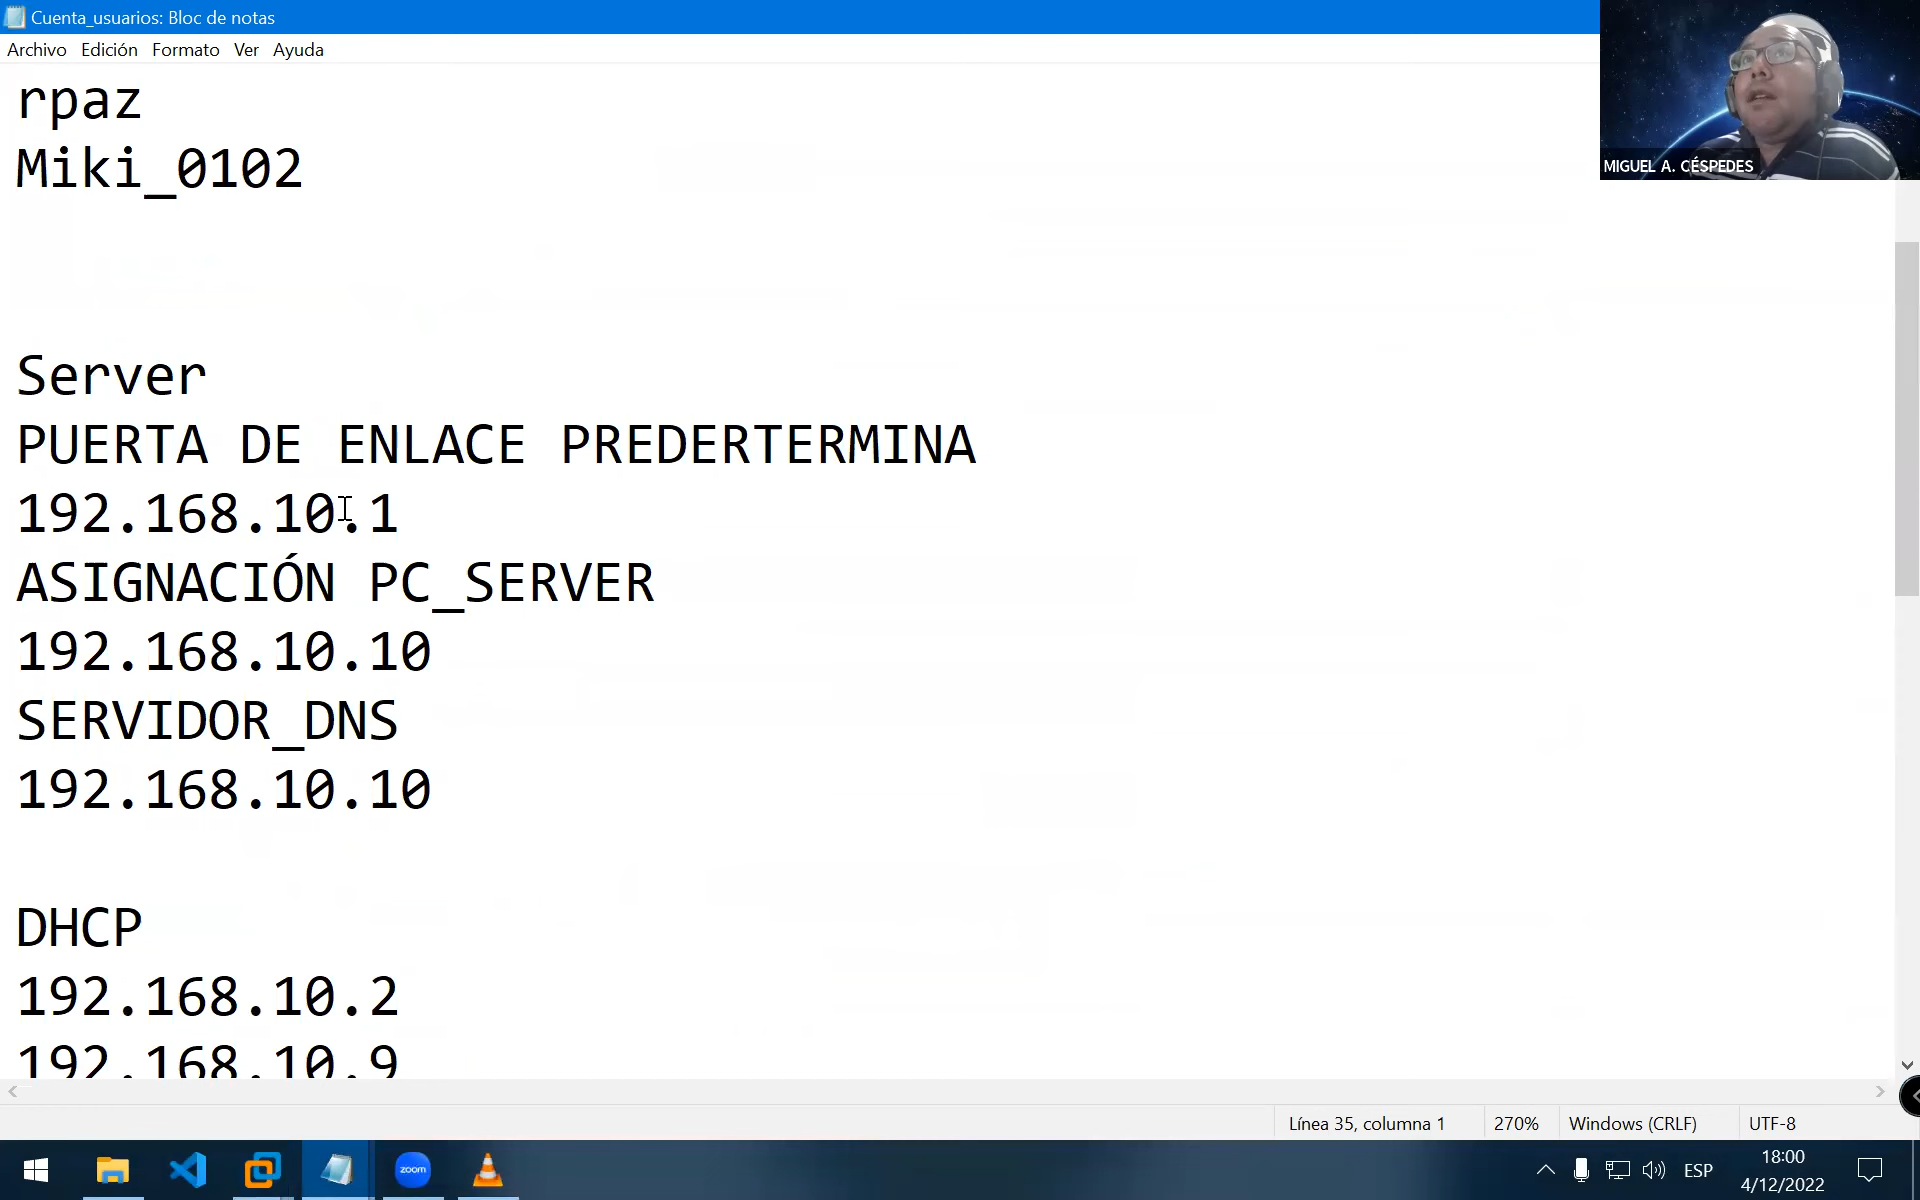 Cuenta_usuarios: Bloc de notas
Archivo Edición Formato Ver Ayuda
rpaz
Miki_0102
Server
PUERTA DE ENLACE PREDERTERMINA
192.168.10.1
ASIGNACIÓN PC_SERVER
192.168.10.10
SERVIDOR_DNS
192.168.10.10
DHCP
192.168.10.2
192.168.10.9
MIGUEL A. CÉSPEDES
Línea 35, columna 1 270% Windows (CRLF) UTF-8
zoom
ESP
18:00
4/12/2022